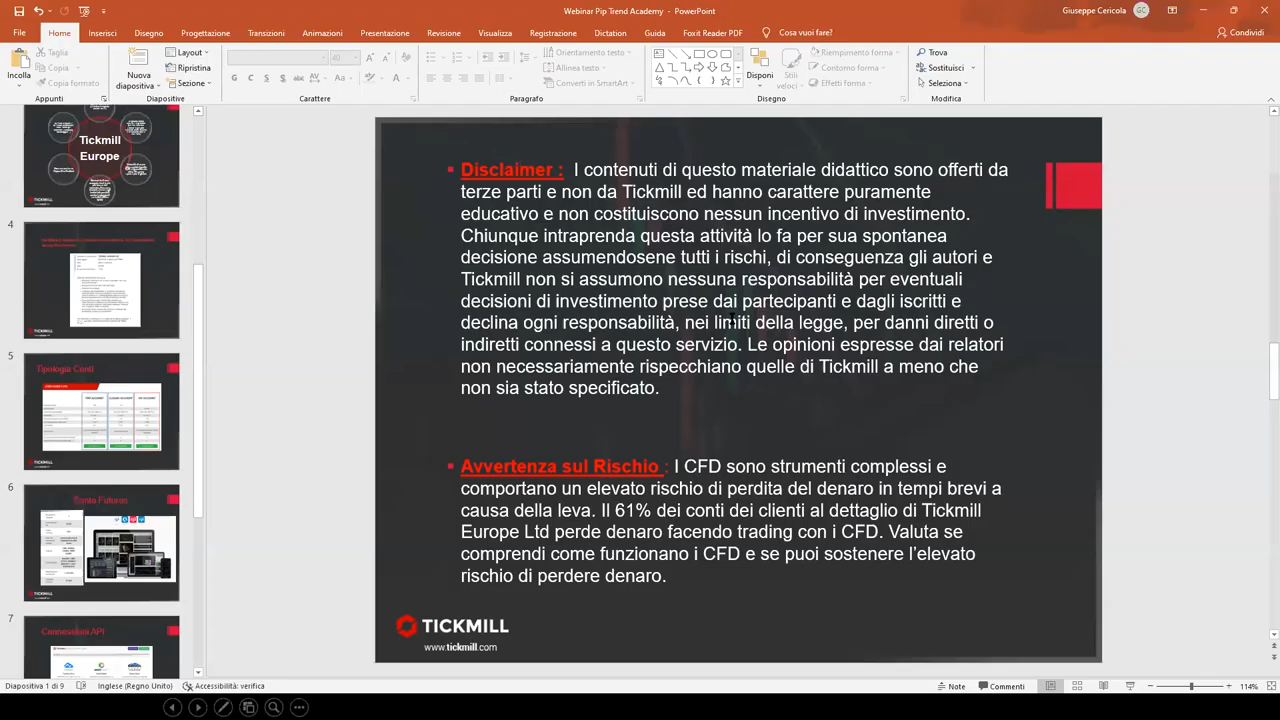 Webinar Pip Trend Academy - PowerPoint
Giuseppe Cericola
GC
File Home Inserisci Disegno Progettazione Transizioni Animazioni Presentazione Revisione Visualizza Registrazione Dictation Guida Foxit Reader PDF Cosa vuoi fare? Condividi
Incolla
Taglia
Copia
Copia formato
Nuova diapositiva
Layout
Ripristina
Sezione
40
Orientamento testo
Allinea testo
Converti in SmartArt
Disponi
Stili veloci
Riempimento forma
Contorno forma
Effetti forma
Trova
Sostituisci
Seleziona
Appunti Diapositive Carattere Paragrafo Disegno Modifica
Tickmill
Europe
4
5
Tipologia Conti
6
Conto Futures
7
Connessioni API
Disclaimer : I contenuti di questo materiale didattico sono offerti da
terze parti e non da Tickmill ed hanno carattere puramente
educativo e non costituiscono nessun incentivo di investimento.
Chiunque intraprenda questa attività lo fa per sua spontanea
decisione assumendosene tutti i rischi, di conseguenza gli autori e
Tickmill non si assumono nessuna responsabilità per eventuali
decisioni di investimento prese dai partecipanti e dagli iscritti e
declina ogni responsabilità, nei limiti della legge, per danni diretti o
indiretti connessi a questo servizio. Le opinioni espresse dai relatori
non necessariamente rispecchiano quelle di Tickmill a meno che
non sia stato specificato.
Avvertenza sul Rischio : I CFD sono strumenti complessi e
comportano un elevato rischio di perdita del denaro in tempi brevi a
causa della leva. Il 61% dei conti dei clienti al dettaglio di Tickmill
Europe Ltd perde denaro facendo trading con i CFD. Valuta se
comprendi come funzionano i CFD e se puoi sostenere l'elevato
rischio di perdere denaro.
TICKMILL
www.tickmill.com
Diapositiva 1 di 9 Inglese (Regno Unito) Accessibilità: verifica Note Commenti 114%